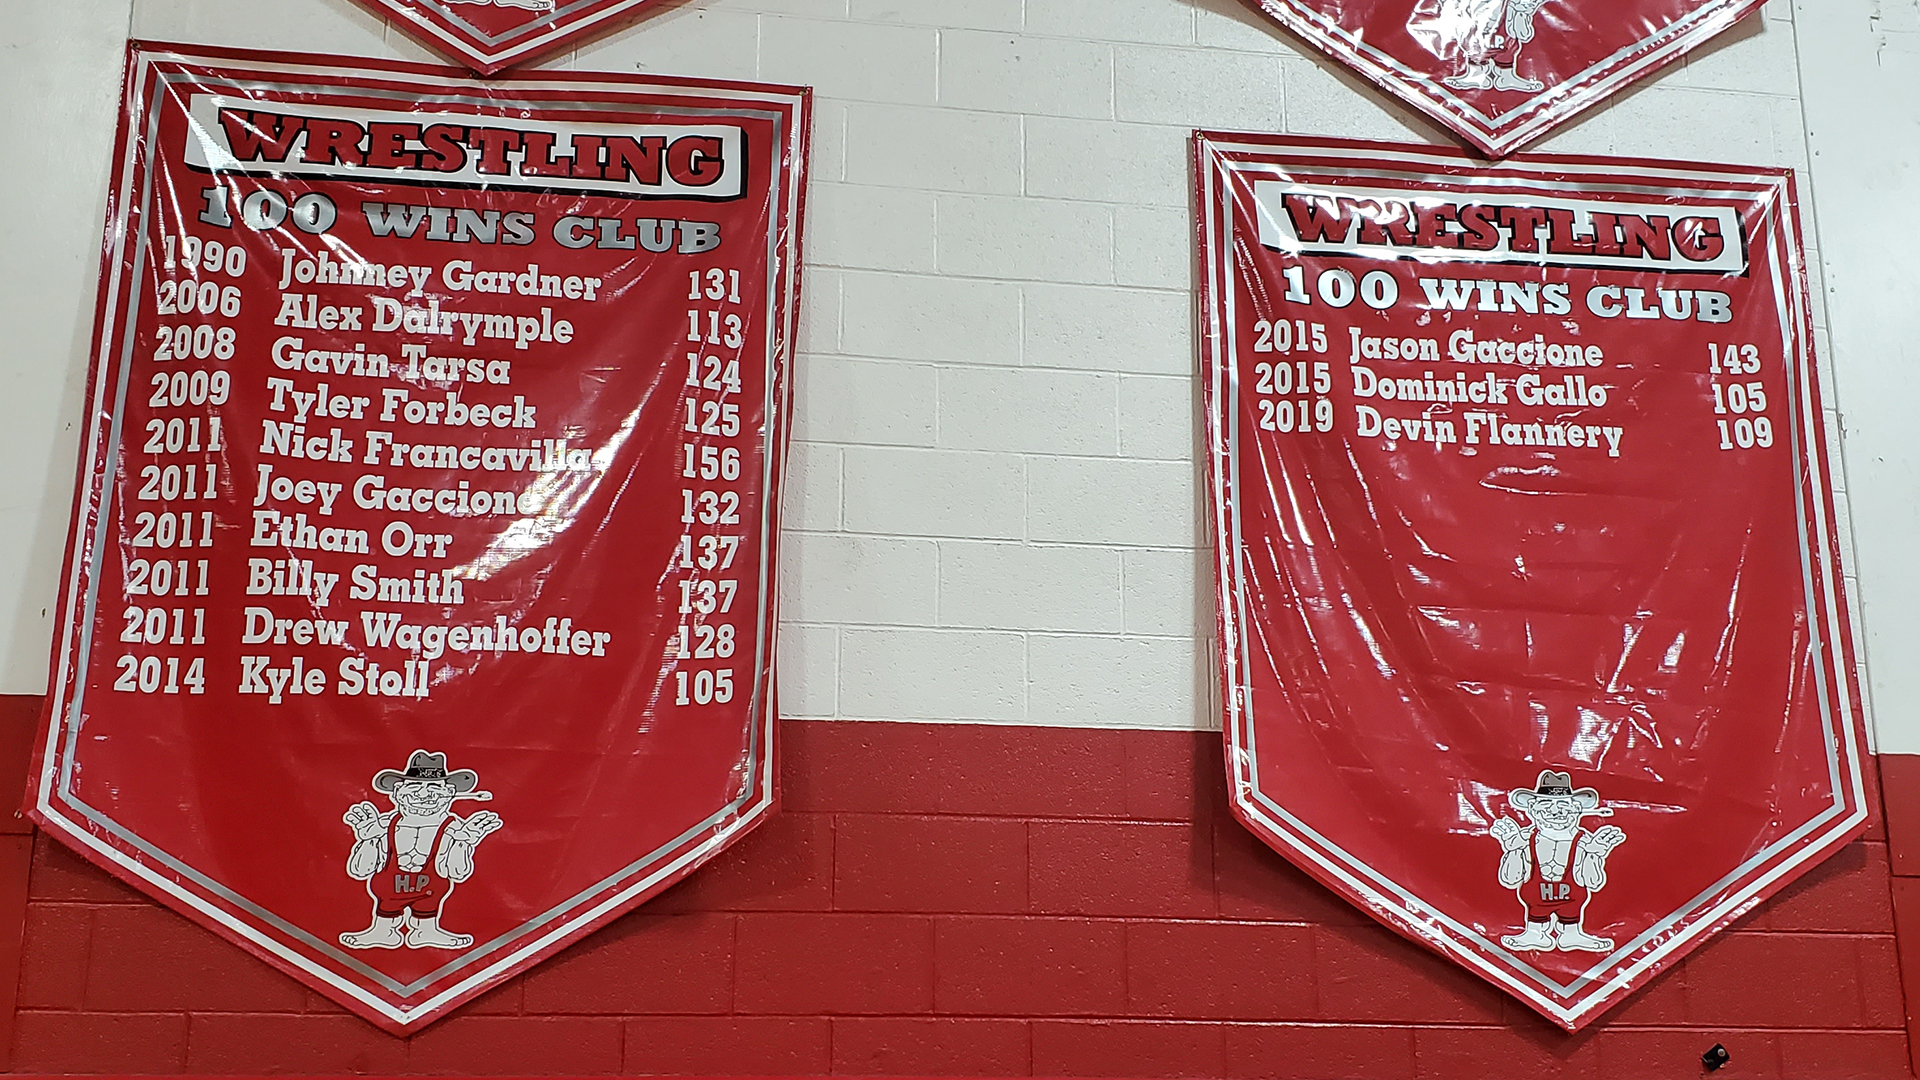 WRESTLING
100 WINS CLUB
1990 Johnney Gardner 131
2006 Alex Dalrymple 113
2008 Gavin Tarsa 124
2009 Tyler Forbeck 125
2011 Nick Francavilla 156
2011 Joey Gaccione 132
2011 Ethan Orr 137
2011 Billy Smith 137
2011 Drew Wagenhoffer 128
2014 Kyle Stoll 105
H.P.
H.P.
WRESTLING
100 WINS CLUB
2015 Jason Gaccione 143
2015 Dominick Gallo 105
2019 Devin Flannery 109
H.P.